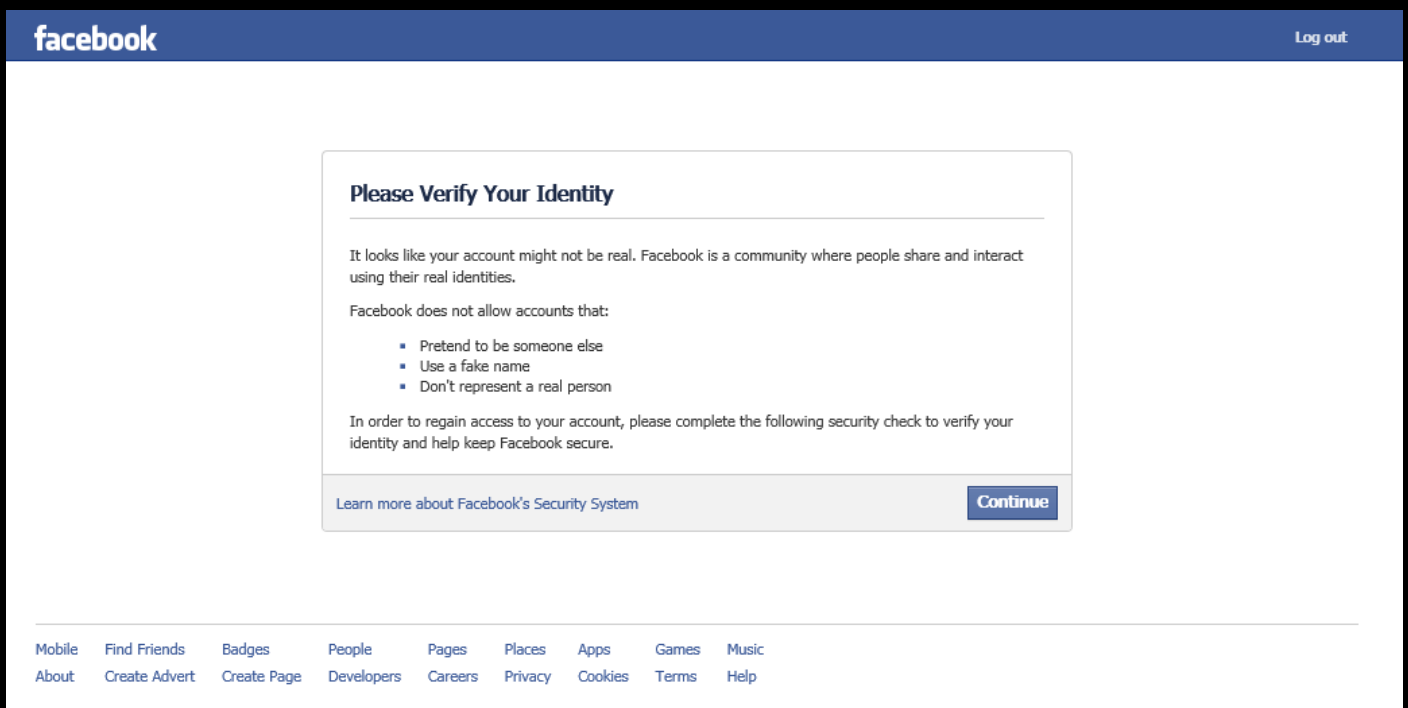 facebook
Log out
Please Verify Your Identity
It looks like your account might not be real. Facebook is a community where people share and interact
using their real identities.
Facebook does not allow accounts that:
Pretend to be someone else
Use a fake name
Don't represent a real person
In order to regain access to your account, please complete the following security check to verify your
identity and help keep Facebook secure.
Learn more about Facebook's Security System
Continue
Mobile Find Friends Badges People Pages Places Apps Games Music
About Create Advert Create Page Developers Careers Privacy Cookies Terms Help